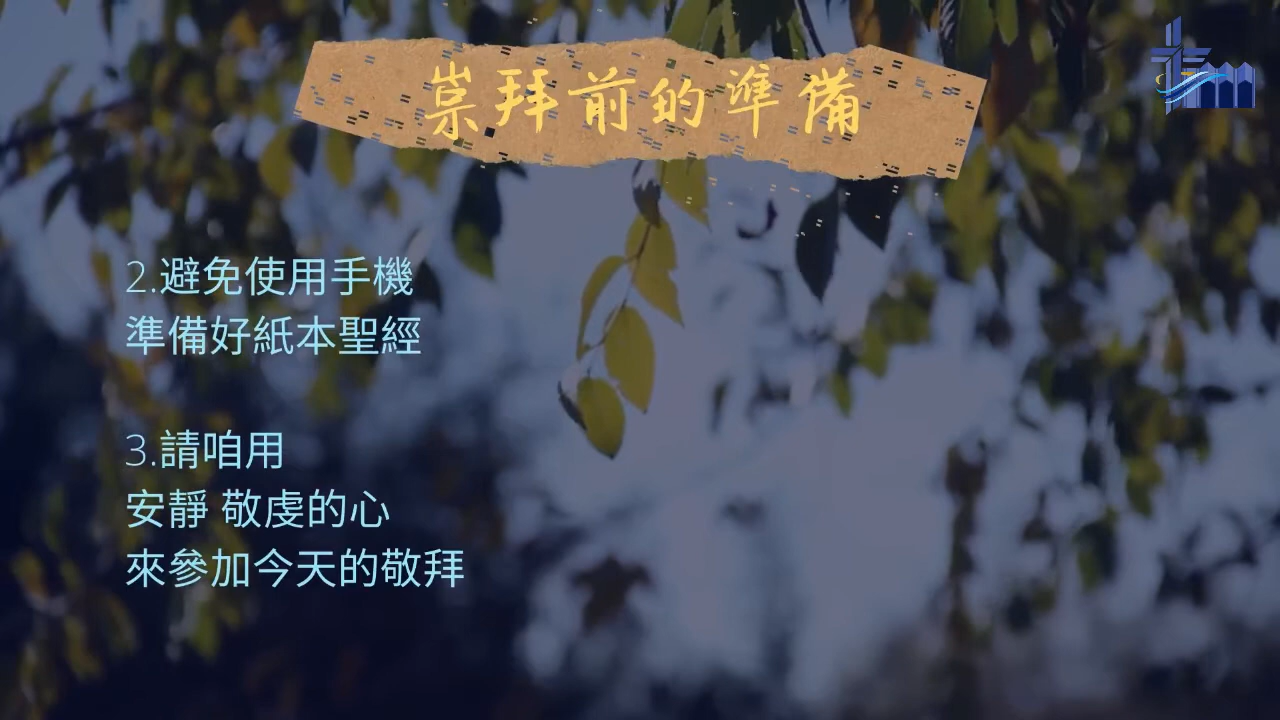 崇拜前的準備
2.避免使用手機
準備好紙本聖經
3.請咱用
安靜 敬虔的心
來參加今天的敬拜